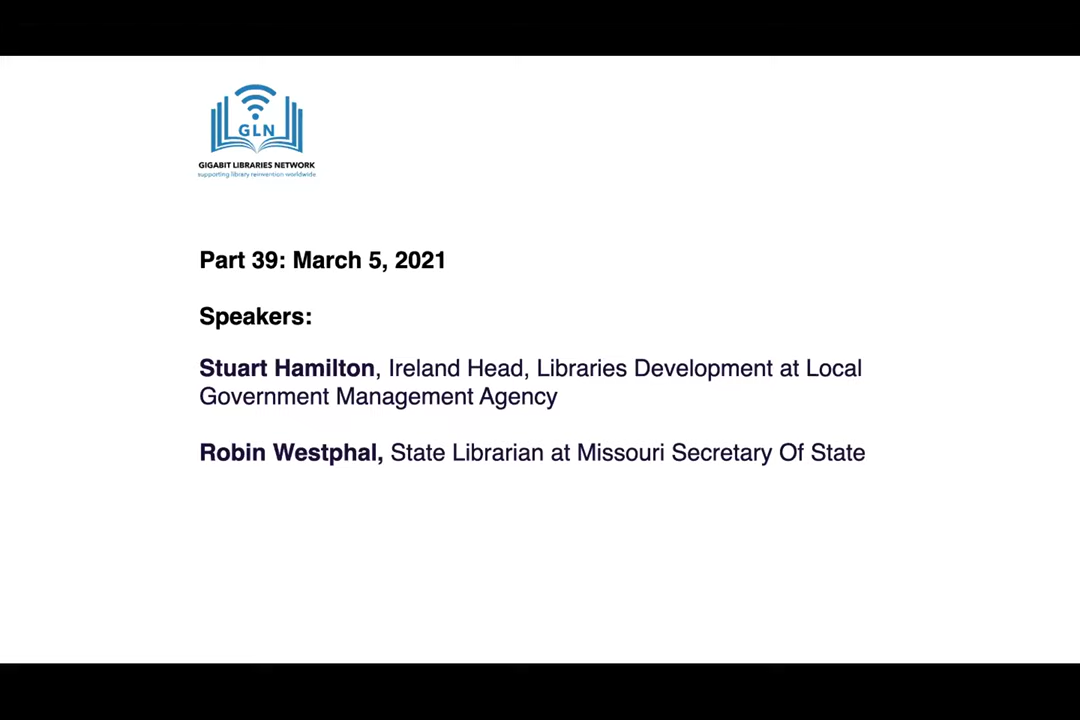 GLN
GIGABIT LIBRARIES NETWORK
supporting library reinvention worldwide
Part 39: March 5, 2021
Speakers:
Stuart Hamilton, Ireland Head, Libraries Development at Local
Government Management Agency
Robin Westphal, State Librarian at Missouri Secretary Of State